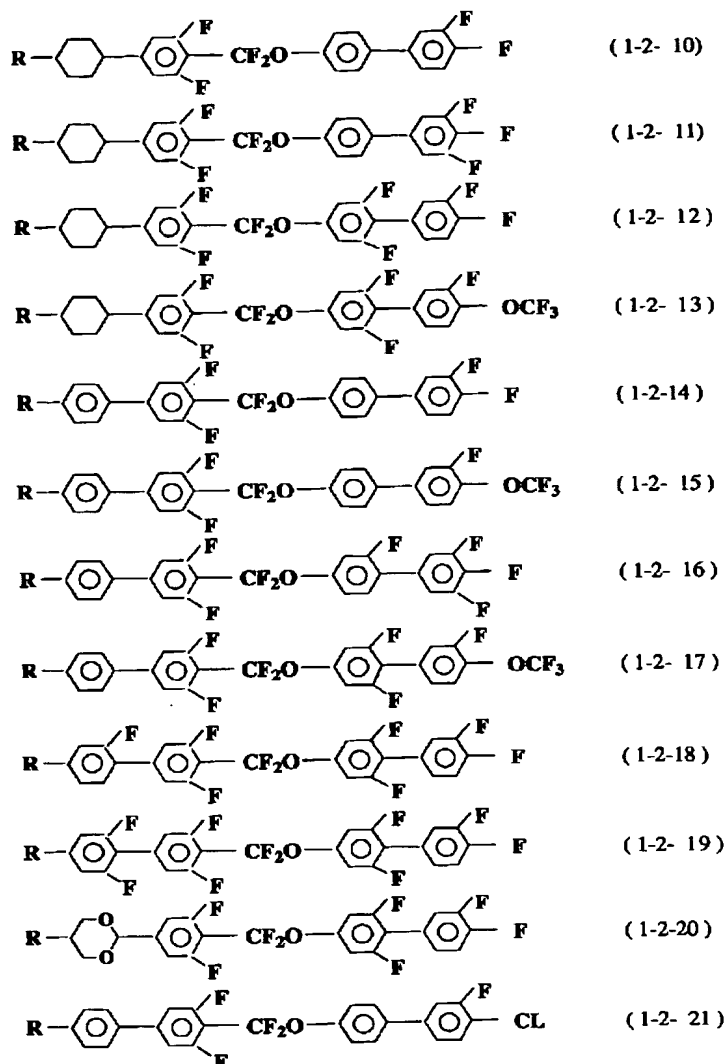 F F
R CF₂O F (1-2- 10)
F
F F
R CF₂O F (1-2- 11)
F F
F F F
R CF₂O F (1-2- 12)
F F
F F F
R CF₂O OCF₃ (1-2- 13)
F F
F F
R CF₂O F (1-2-14)
F
F F
R CF₂O OCF₃ (1-2- 15)
F
F F F
R CF₂O F (1-2- 16)
F F
F F F
R CF₂O OCF₃ (1-2- 17)
F F
F F F F
R CF₂O F (1-2-18)
F F
F F F F
R CF₂O F (1-2- 19)
F F F
O F F F
R CF₂O F (1-2-20)
O F F
F F
R CF₂O CL (1-2- 21)
F